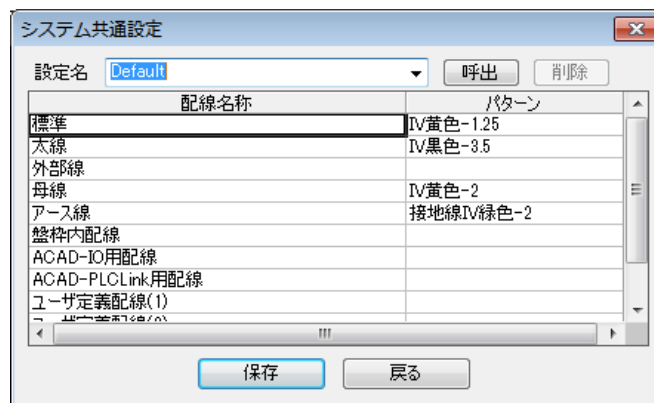 システム共通設定
設定名 Default 呼出 削除
配線名称 パターン
標準 IV黄色-1.25
太線 IV黒色-3.5
外部線
母線 IV黄色-2
アース線 接地線IV緑色-2
盤枠内配線
ACAD-IO用配線
ACAD-PLCLink用配線
ユーザ定義配線(1)
保存 戻る